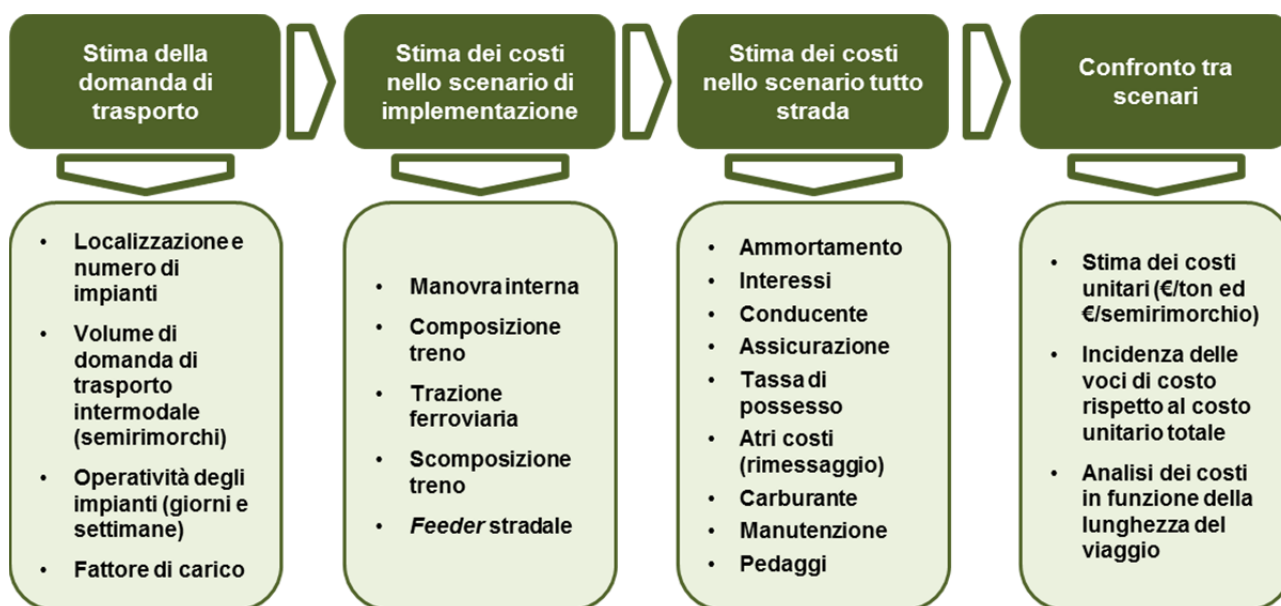 Stima della
domanda di
trasporto
Stima dei costi
nello scenario di
implementazione
Stima dei costi
nello scenario tutto
strada
Confronto tra
scenari
• Localizzazione e
numero di
impianti
• Volume di
domanda di
trasporto
intermodale
(semirimorchi)
• Operatività degli
impianti (giorni e
settimane)
• Fattore di carico
• Manovra interna
• Composizione
treno
• Trazione
ferroviaria
• Scomposizione
treno
• Feeder stradale
• Ammortamento
• Interessi
• Conducente
• Assicurazione
• Tassa di
possesso
• Atri costi
(rimessaggio)
• Carburante
• Manutenzione
• Pedaggi
• Stima dei costi
unitari (€/ton ed
€/semirimorchio)
• Incidenza delle
voci di costo
rispetto al costo
unitario totale
• Analisi dei costi
in funzione della
lunghezza del
viaggio